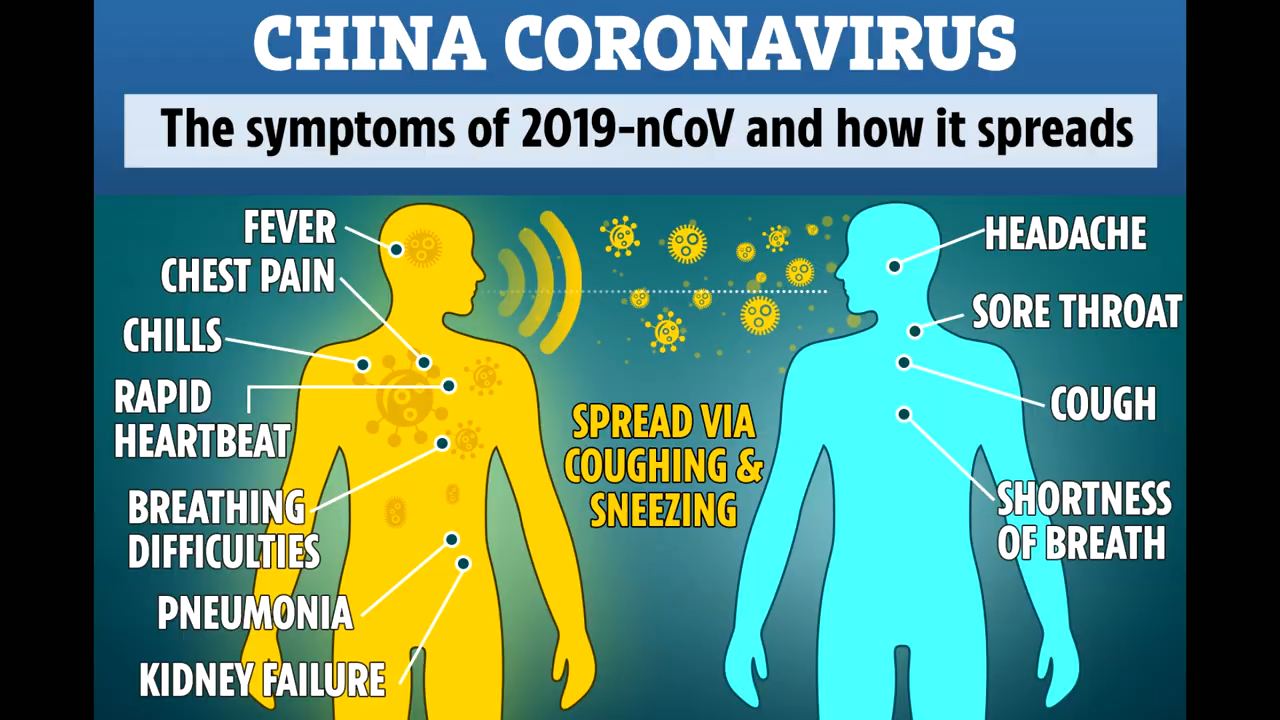 CHINA CORONAVIRUS
The symptoms of 2019-nCoV and how it spreads
FEVER
CHEST PAIN
CHILLS
RAPID
HEARTBEAT
BREATHING
DIFFICULTIES
PNEUMONIA
KIDNEY FAILURE
SPREAD VIA
COUGHING &
SNEEZING
HEADACHE
SORE THROAT
COUGH
SHORTNESS
OF BREATH